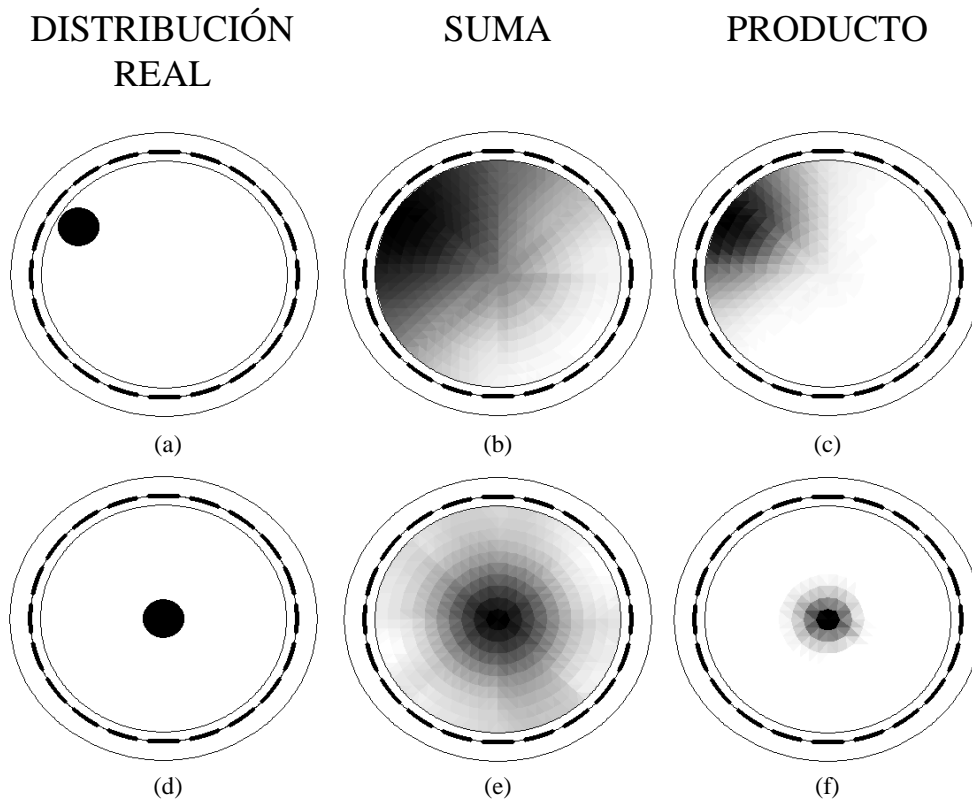 DISTRIBUCIÓN
REAL
SUMA
PRODUCTO
(a)
(b)
(c)
(d)
(e)
(f)